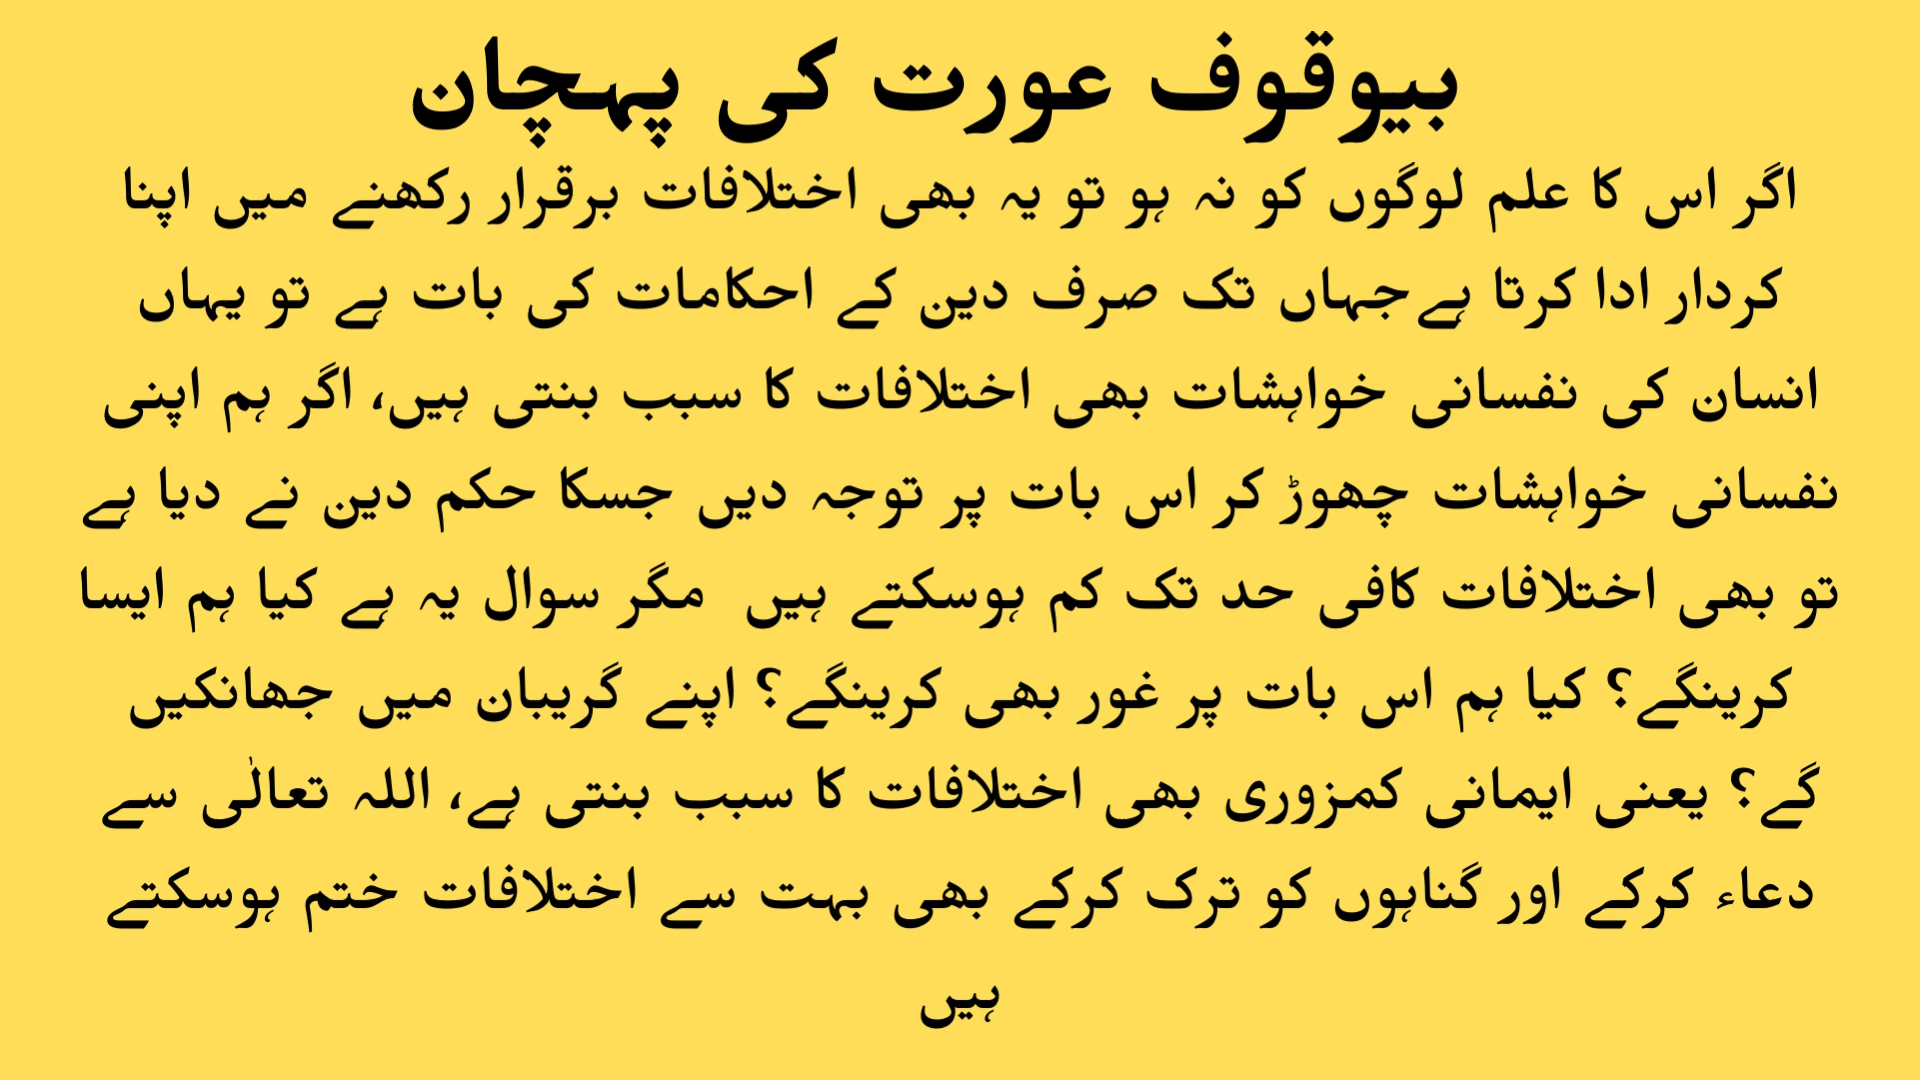 بیوقوف عورت کی پہچان
اگر اس کا علم لوگوں کو نہ ہو تو یہ بھی اختلافات برقرار رکھنے میں اپنا
کردار ادا کرتا ہےجہاں تک صرف دین کے احکامات کی بات ہے تو یہاں
انسان کی نفسانی خواہشات بھی اختلافات کا سبب بنتی ہیں، اگر ہم اپنی
نفسانی خواہشات چھوڑ کر اس بات پر توجہ دیں جسکا حکم دین نے دیا ہے
تو بھی اختلافات کافی حد تک کم ہوسکتے ہیں  مگر سوال یہ ہے کیا ہم ایسا
کرینگے؟ کیا ہم اس بات پر غور بھی کرینگے؟ اپنے گریبان میں جھانکیں
گے؟ یعنی ایمانی کمزوری بھی اختلافات کا سبب بنتی ہے، اللہ تعالٰی سے
دعاء کرکے اور گناہوں کو ترک کرکے بھی بہت سے اختلافات ختم ہوسکتے
ہیں